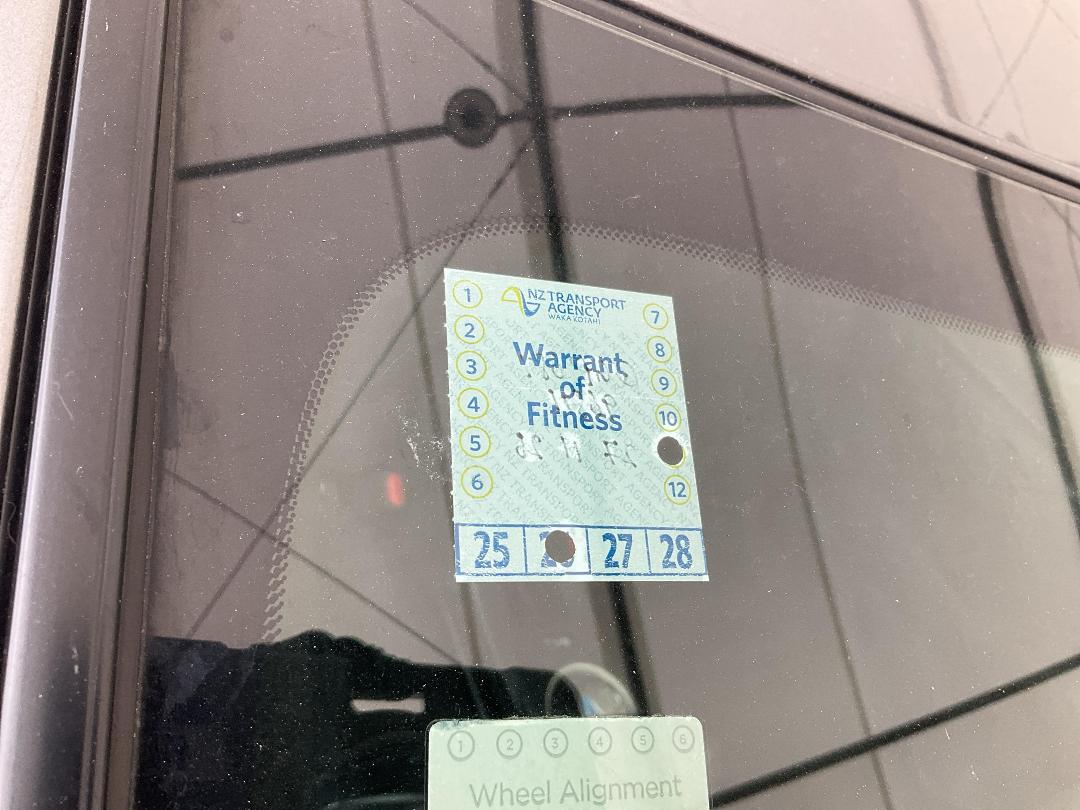 NZ TRANSPORT
AGENCY
WAKA KOTAHI
Warrant
of
Fitness
1
2
3
4
5
6
7
8
9
10
12
25 27 28
1 2 3 4 5 6
Wheel Alignment